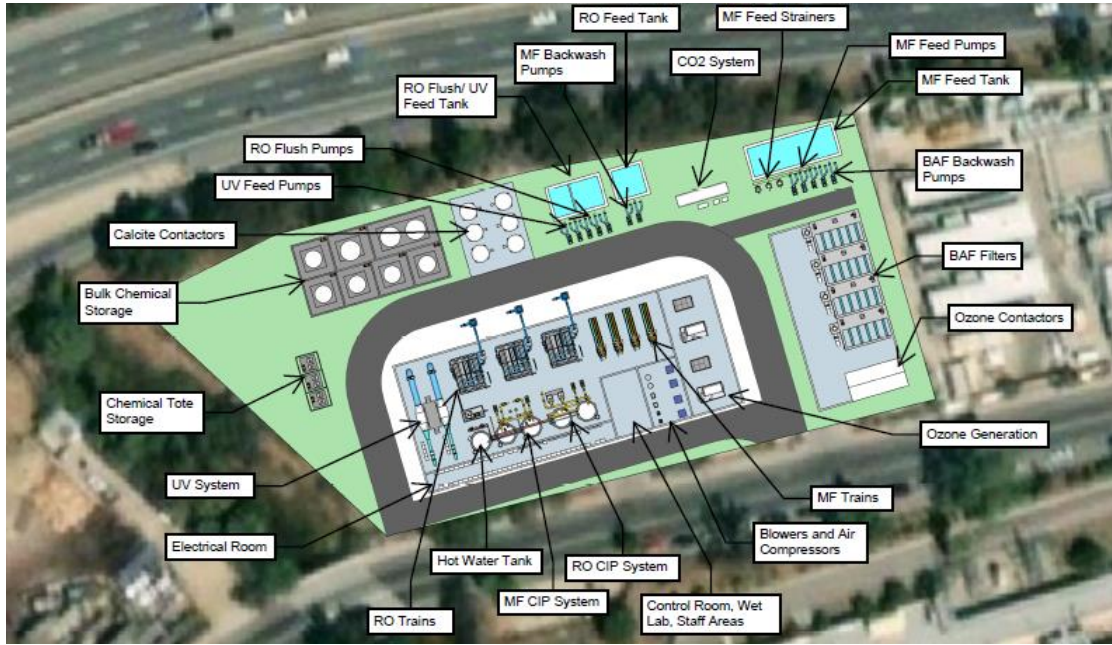 RO Feed Tank
MF Feed Strainers
MF Backwash
Pumps
CO2 System
MF Feed Pumps
MF Feed Tank
RO Flush/ UV
Feed Tank
RO Flush Pumps
UV Feed Pumps
BAF Backwash
Pumps
Calcite Contactors
BAF Filters
Bulk Chemical
Storage
Ozone Contactors
Chemical Tote
Storage
Ozone Generation
UV System
MF Trains
Electrical Room
Blowers and Air
Compressors
Hot Water Tank
RO CIP System
MF CIP System
Control Room, Wet
Lab, Staff Areas
RO Trains